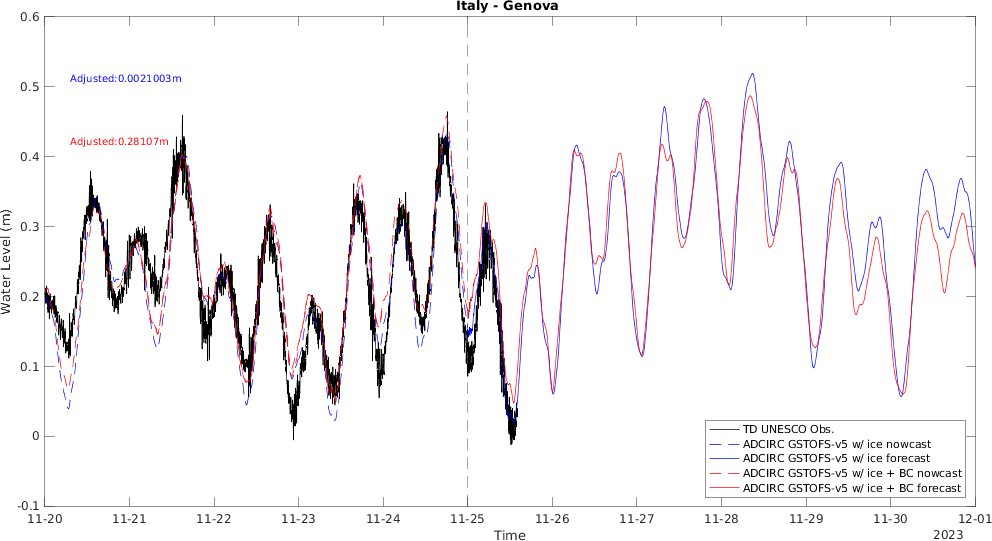 Italy - Genova
0.6
0.5
0.4
0.3
0.2
0.1
0
-0.1
Water Level (m)
Adjusted:0.0021003m
Adjusted:0.28107m
TD UNESCO Obs.
ADCIRC GSTOFS-v5 w/ ice nowcast
ADCIRC GSTOFS-v5 w/ ice forecast
ADCIRC GSTOFS-v5 w/ ice + BC nowcast
ADCIRC GSTOFS-v5 w/ ice + BC forecast
11-20 11-21 11-22 11-23 11-24 11-25 11-26 11-27 11-28 11-29 11-30 12-01
Time
2023